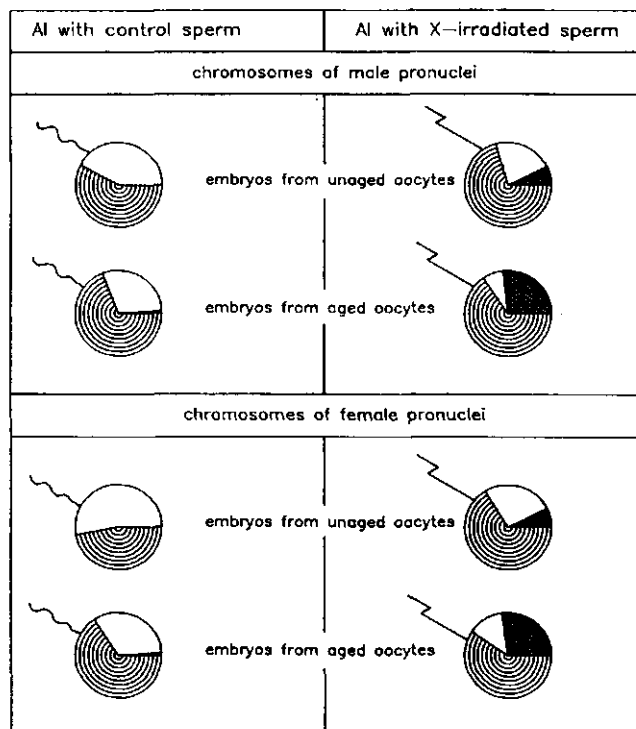 AI with control sperm
AI with X-irradiated sperm
chromosomes of male pronuclei
embryos from unaged oocytes
embryos from aged oocytes
chromosomes of female pronuclei
embryos from unaged oocytes
embryos from aged oocytes